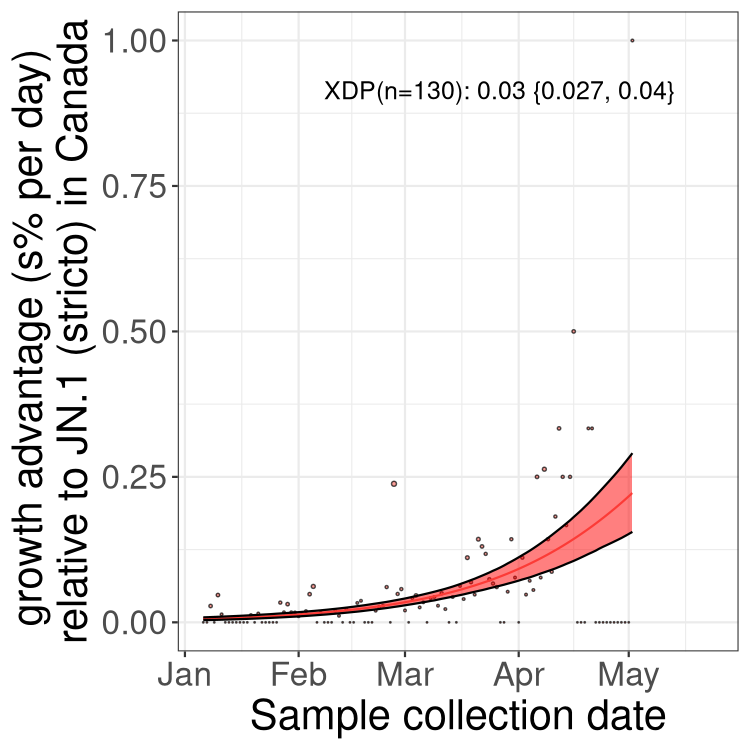 growth advantage (s% per day)
relative to JN.1 (stricto) in Canada
1.00
0.75
0.50
0.25
0.00
XDP(n=130): 0.03 {0.027, 0.04}
Jan Feb Mar Apr May
Sample collection date